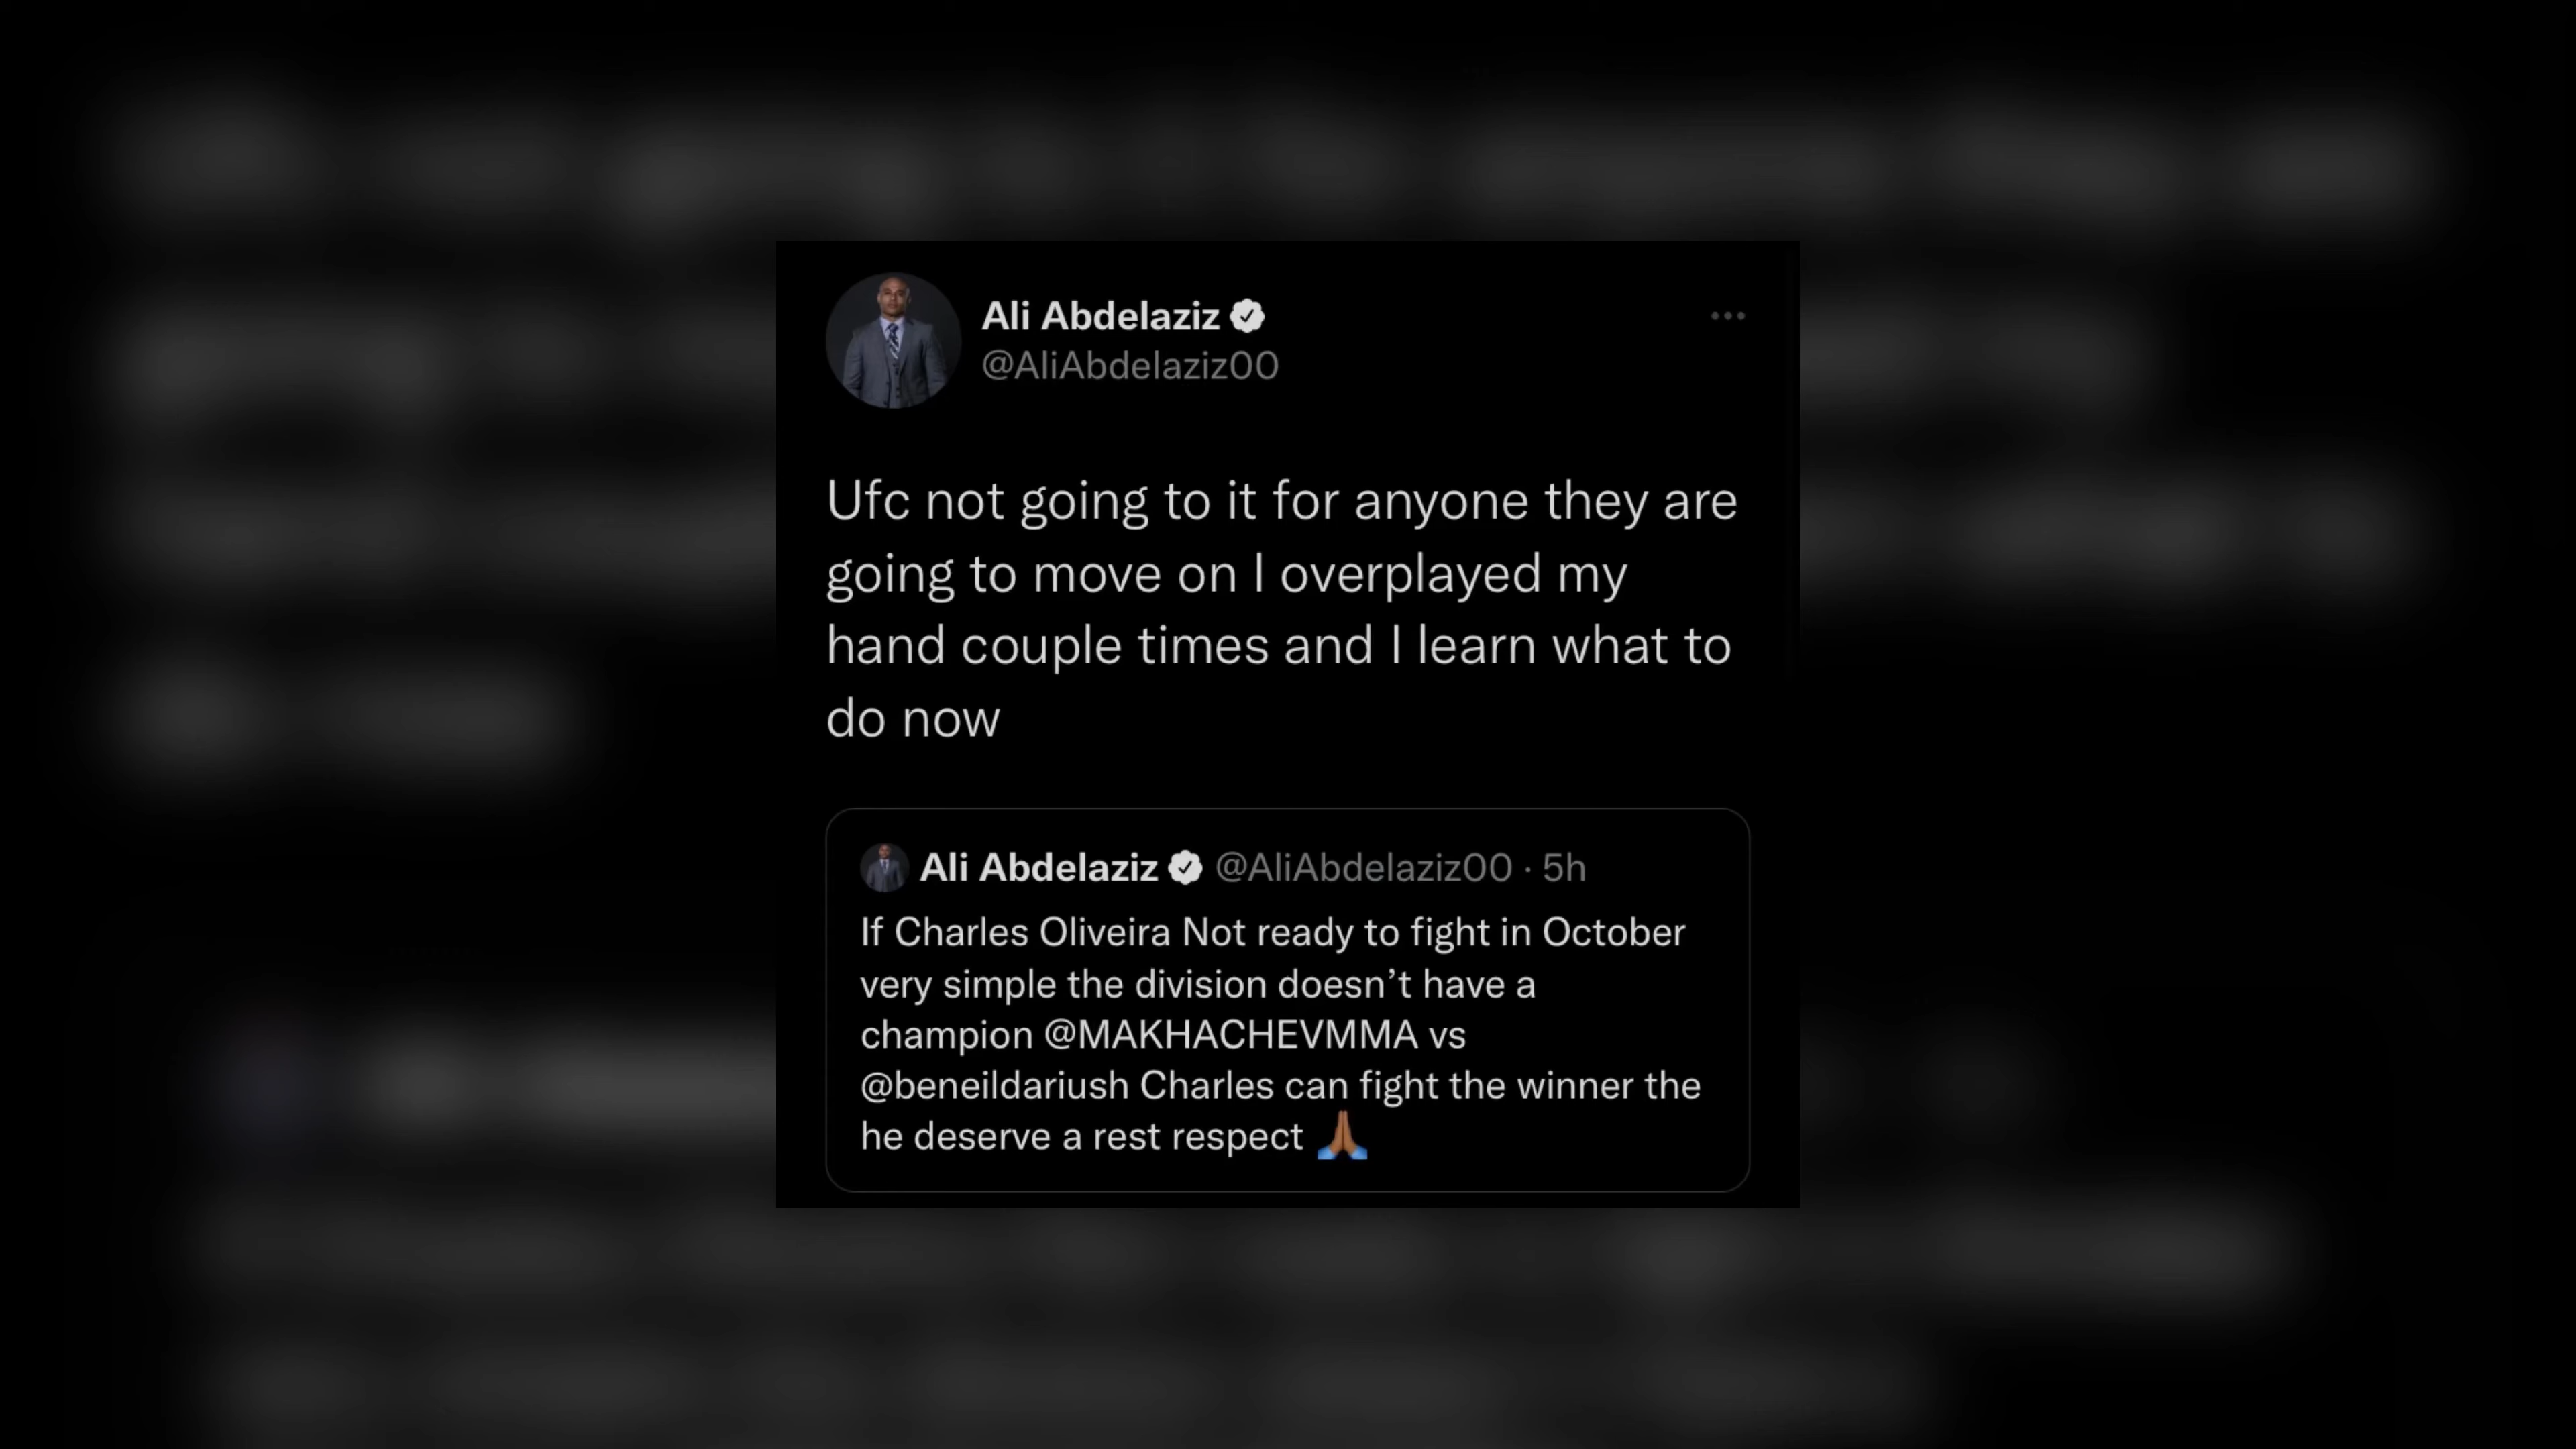 Ali Abdelaziz
@AliAbdelaziz00
Ufc not going to it for anyone they are
going to move on I overplayed my
hand couple times and I learn what to
do now
Ali Abdelaziz @AliAbdelaziz00 · 5h
If Charles Oliveira Not ready to fight in October
very simple the division doesn’t have a
champion @MAKHACHEVMMA vs
@beneildariush Charles can fight the winner the
he deserve a rest respect 🙏🏾